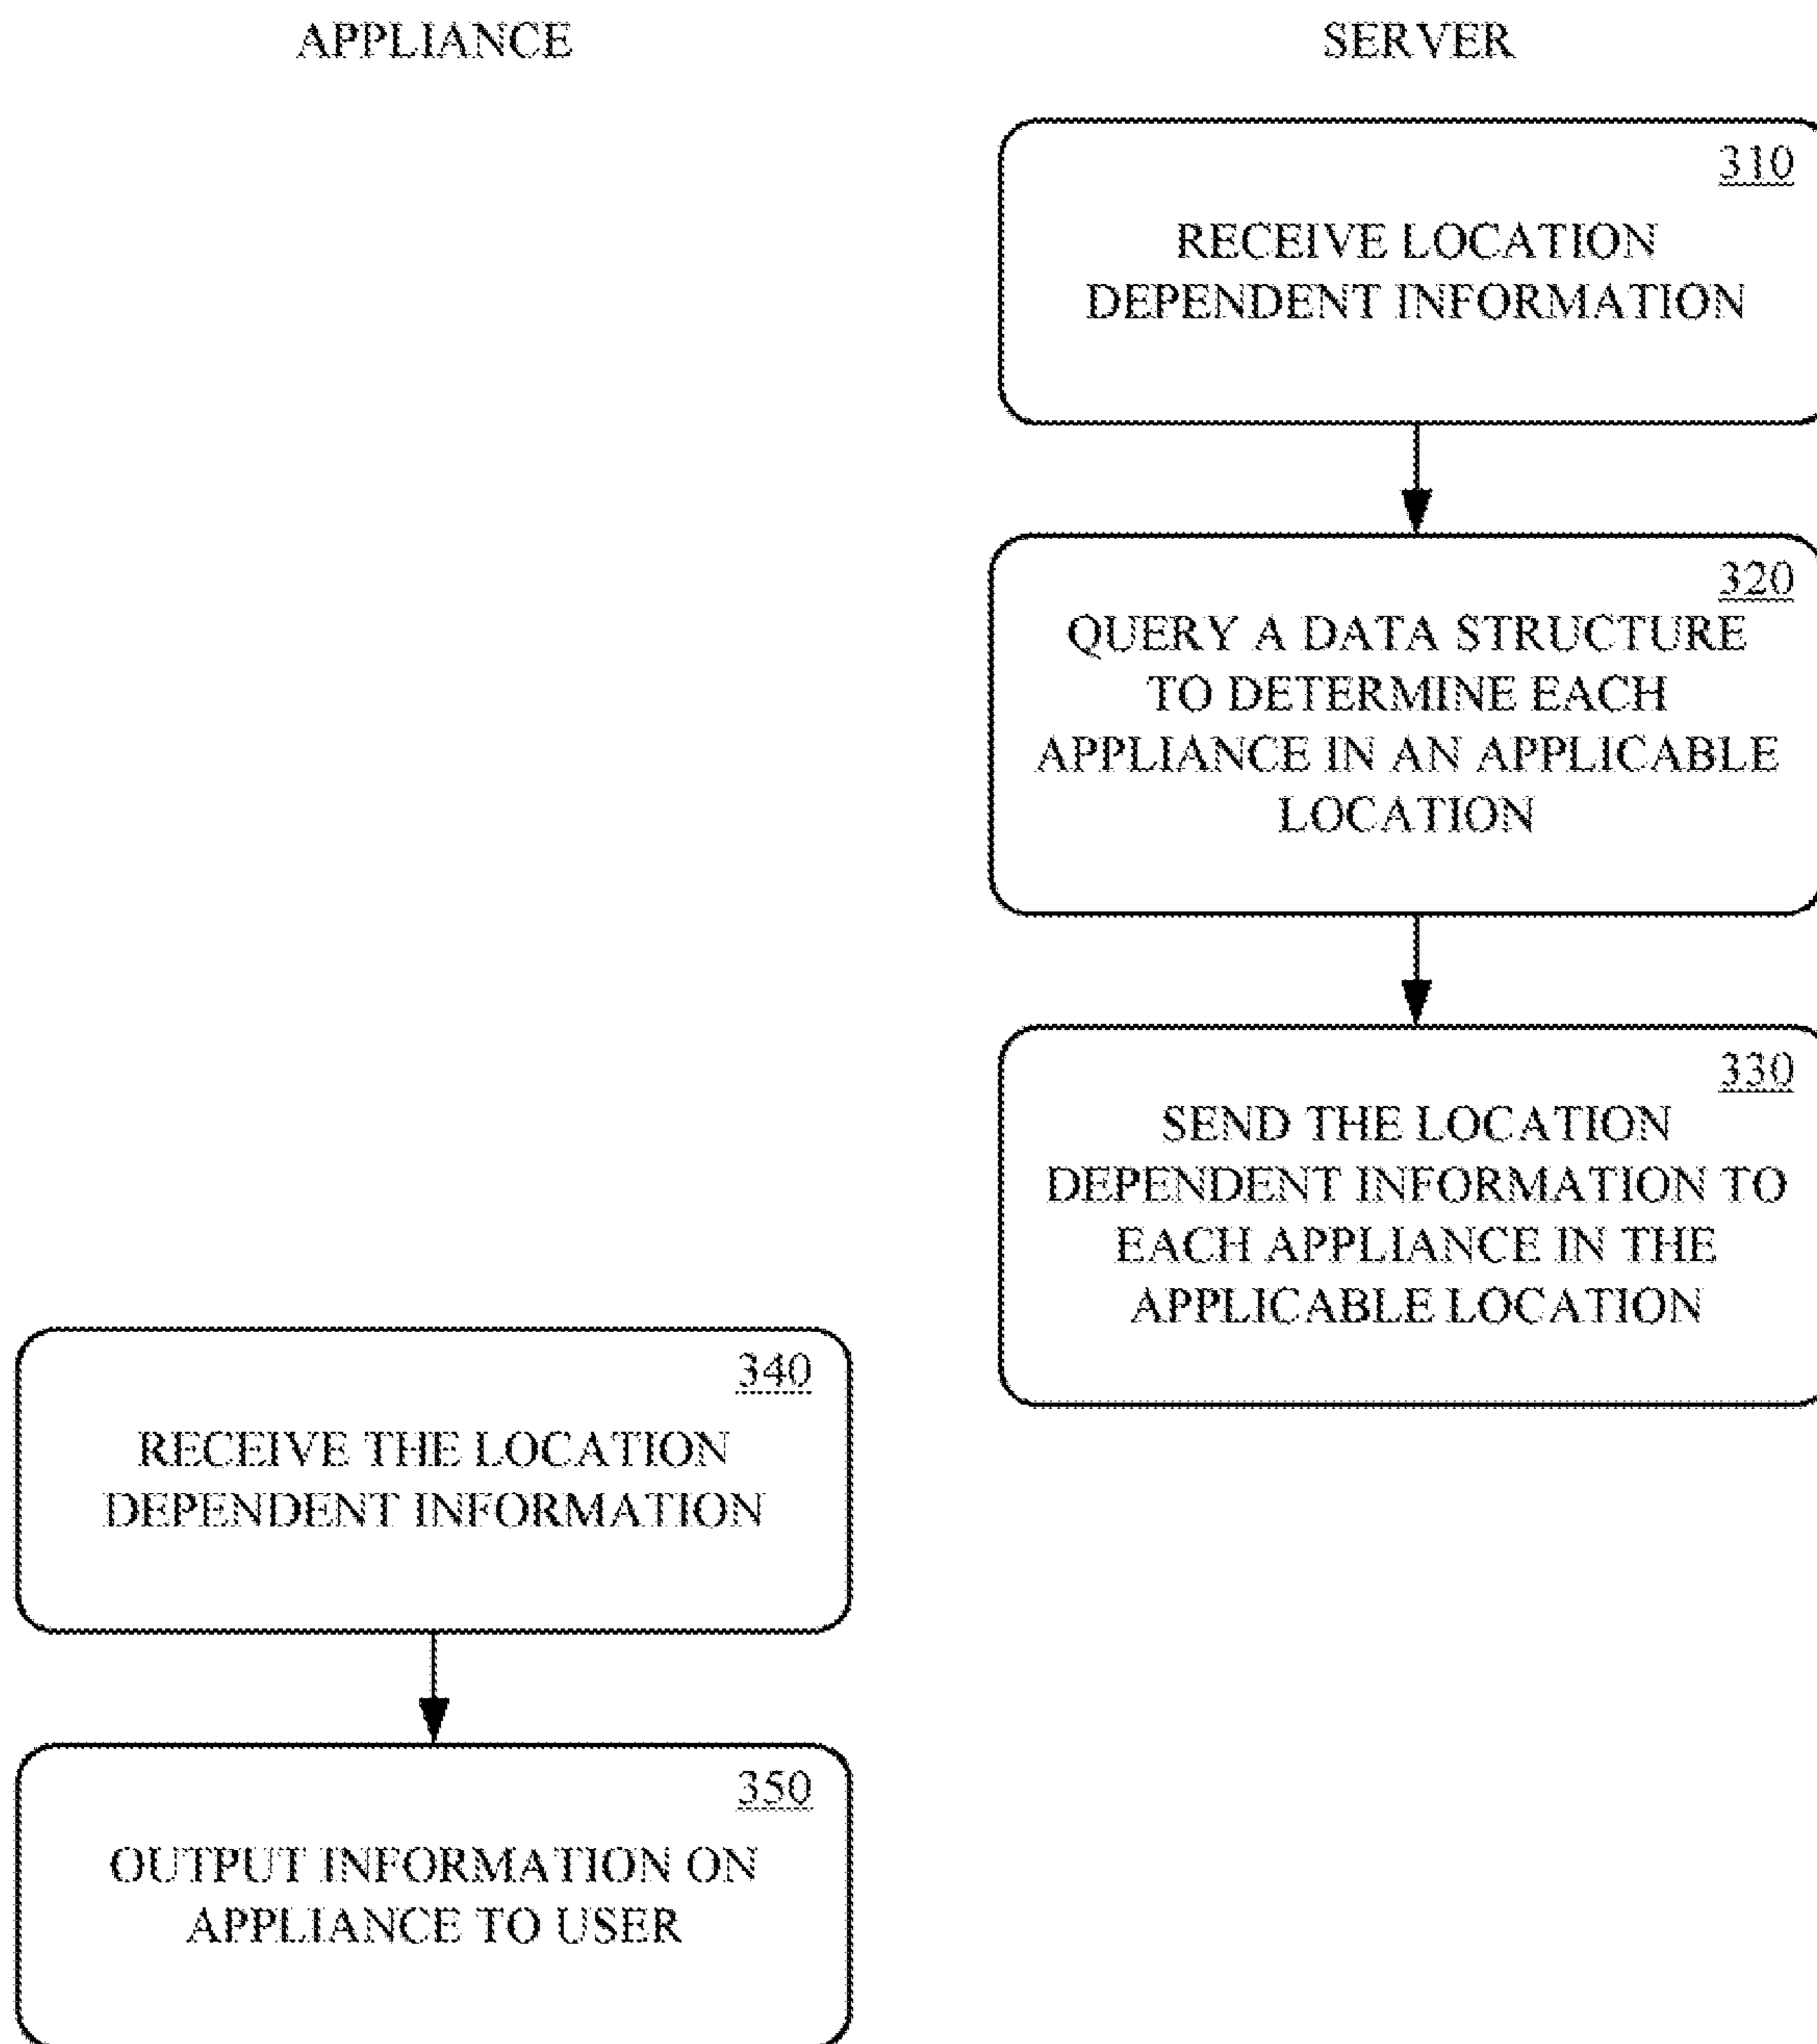 APPLIANCE
SERVER
310
RECEIVE LOCATION
DEPENDENT INFORMATION
320
QUERY A DATA STRUCTURE
TO DETERMINE EACH
APPLIANCE IN AN APPLICABLE
LOCATION
330
SEND THE LOCATION
DEPENDENT INFORMATION TO
EACH APPLIANCE IN THE
APPLICABLE LOCATION
340
RECEIVE THE LOCATION
DEPENDENT INFORMATION
350
OUTPUT INFORMATION ON
APPLIANCE TO USER